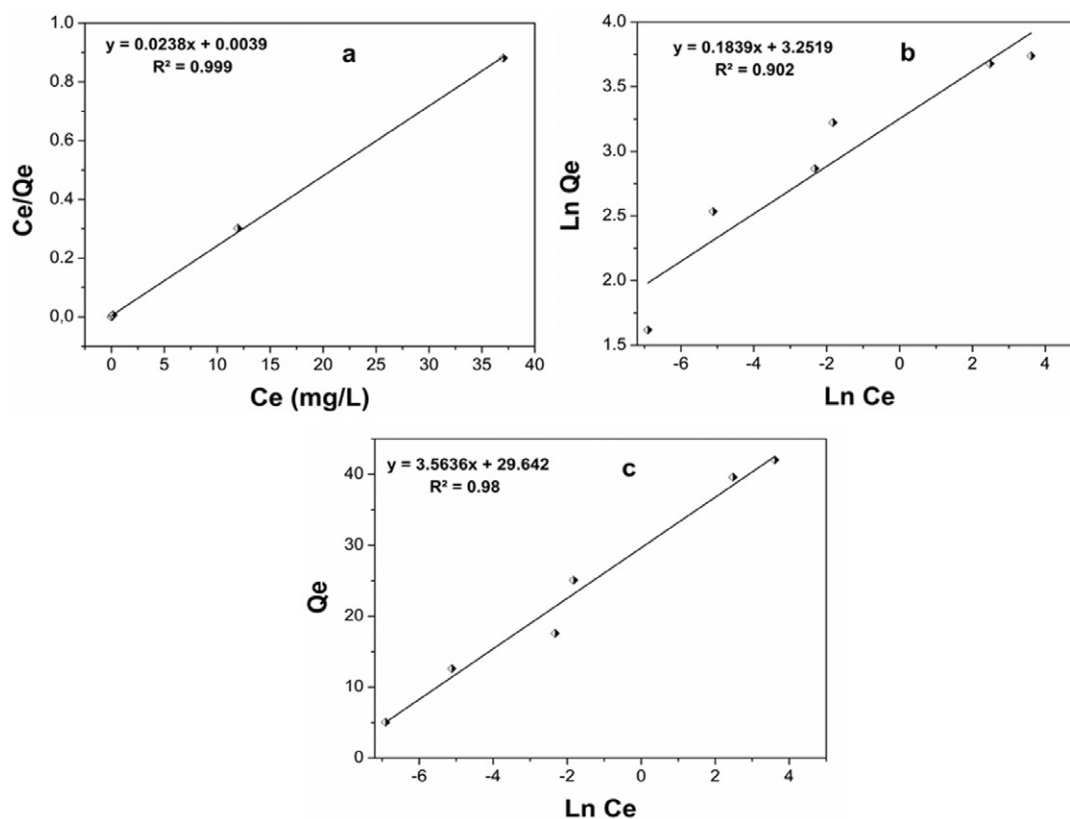 y = 0.0238x + 0.0039
R² = 0.999
a
Ce/Qe
1.0
0.8
0.6
0.4
0.2
0,0
0 5 10 15 20 25 30 35 40
Ce (mg/L)
y = 0.1839x + 3.2519
R² = 0.902
b
Ln Qe
4.0
3.5
3.0
2.5
2.0
1.5
-6 -4 -2 0 2 4
Ln Ce
y = 3.5636x + 29.642
R² = 0.98
c
Qe
40
30
20
10
0
-6 -4 -2 0 2 4
Ln Ce